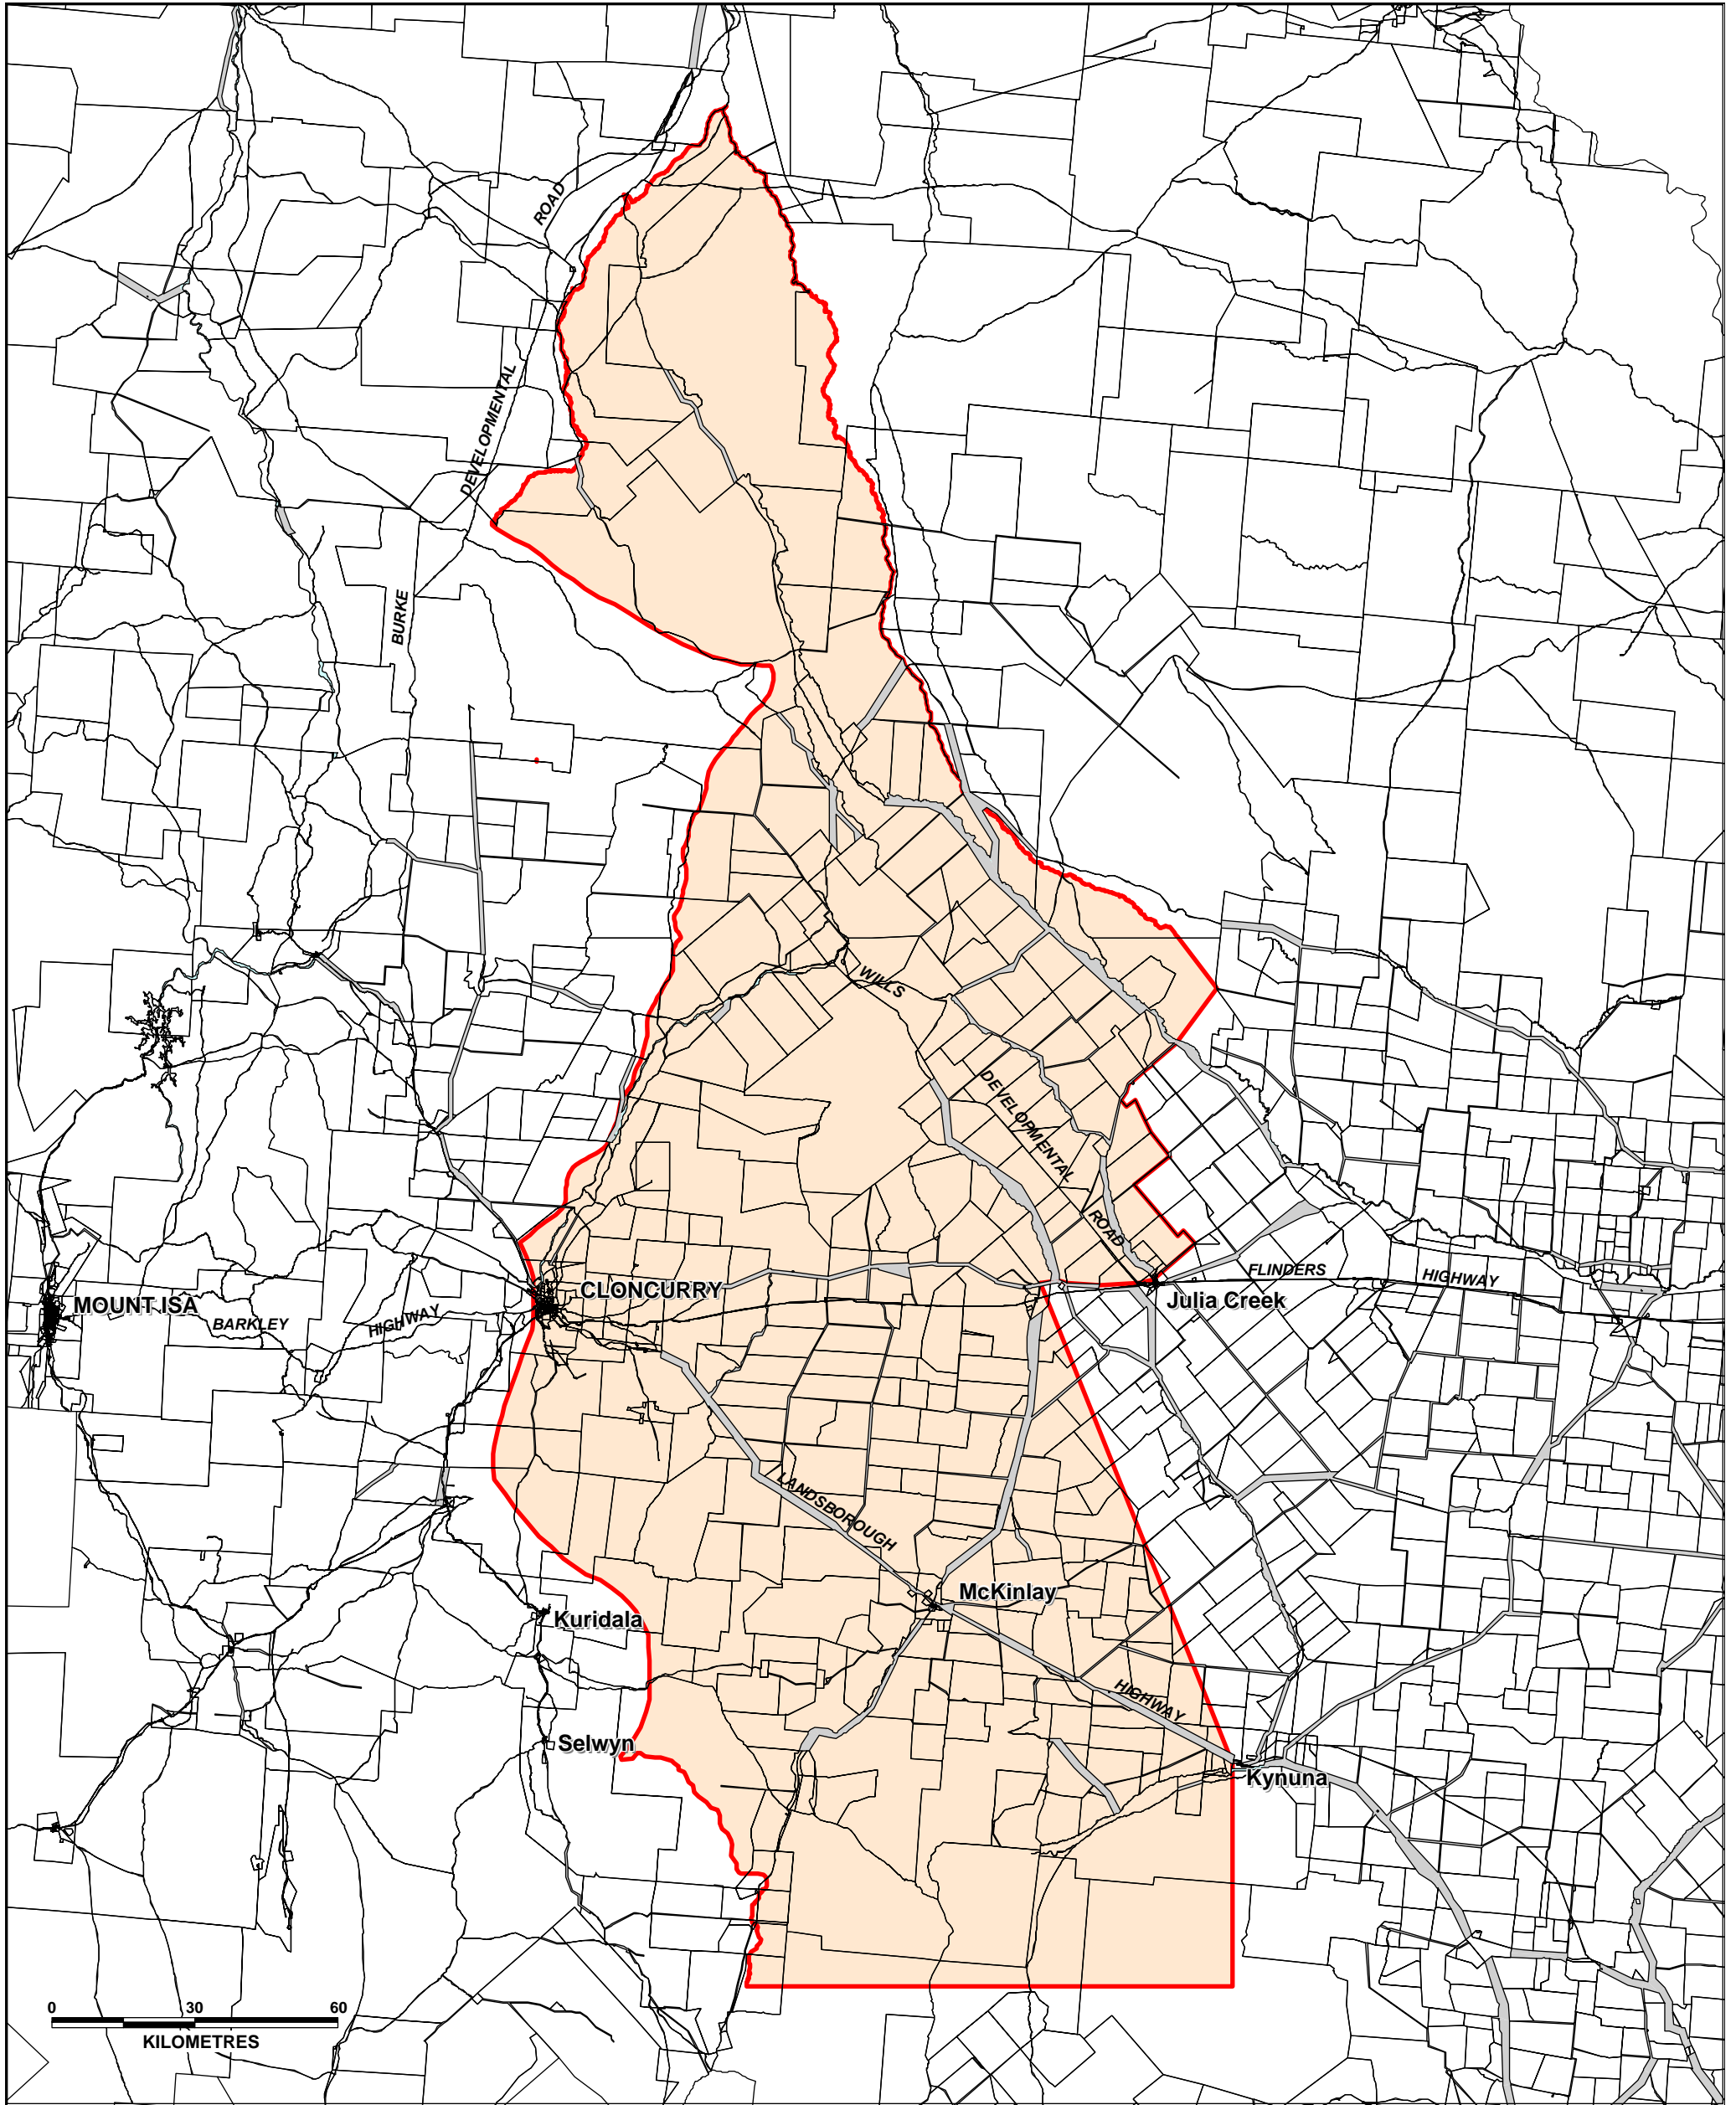 ROAD
DEVELOPMENTAL
BURKE
WILLS
DEVELOPMENTAL
ROAD
FLINDERS
HIGHWAY
CLONCURRY
Julia Creek
MOUNT ISA
BARKLEY
HIGHWAY
LANDSBOROUGH
McKinlay
Kuridala
HIGHWAY
Selwyn
Kynuna
0 30 60
KILOMETRES